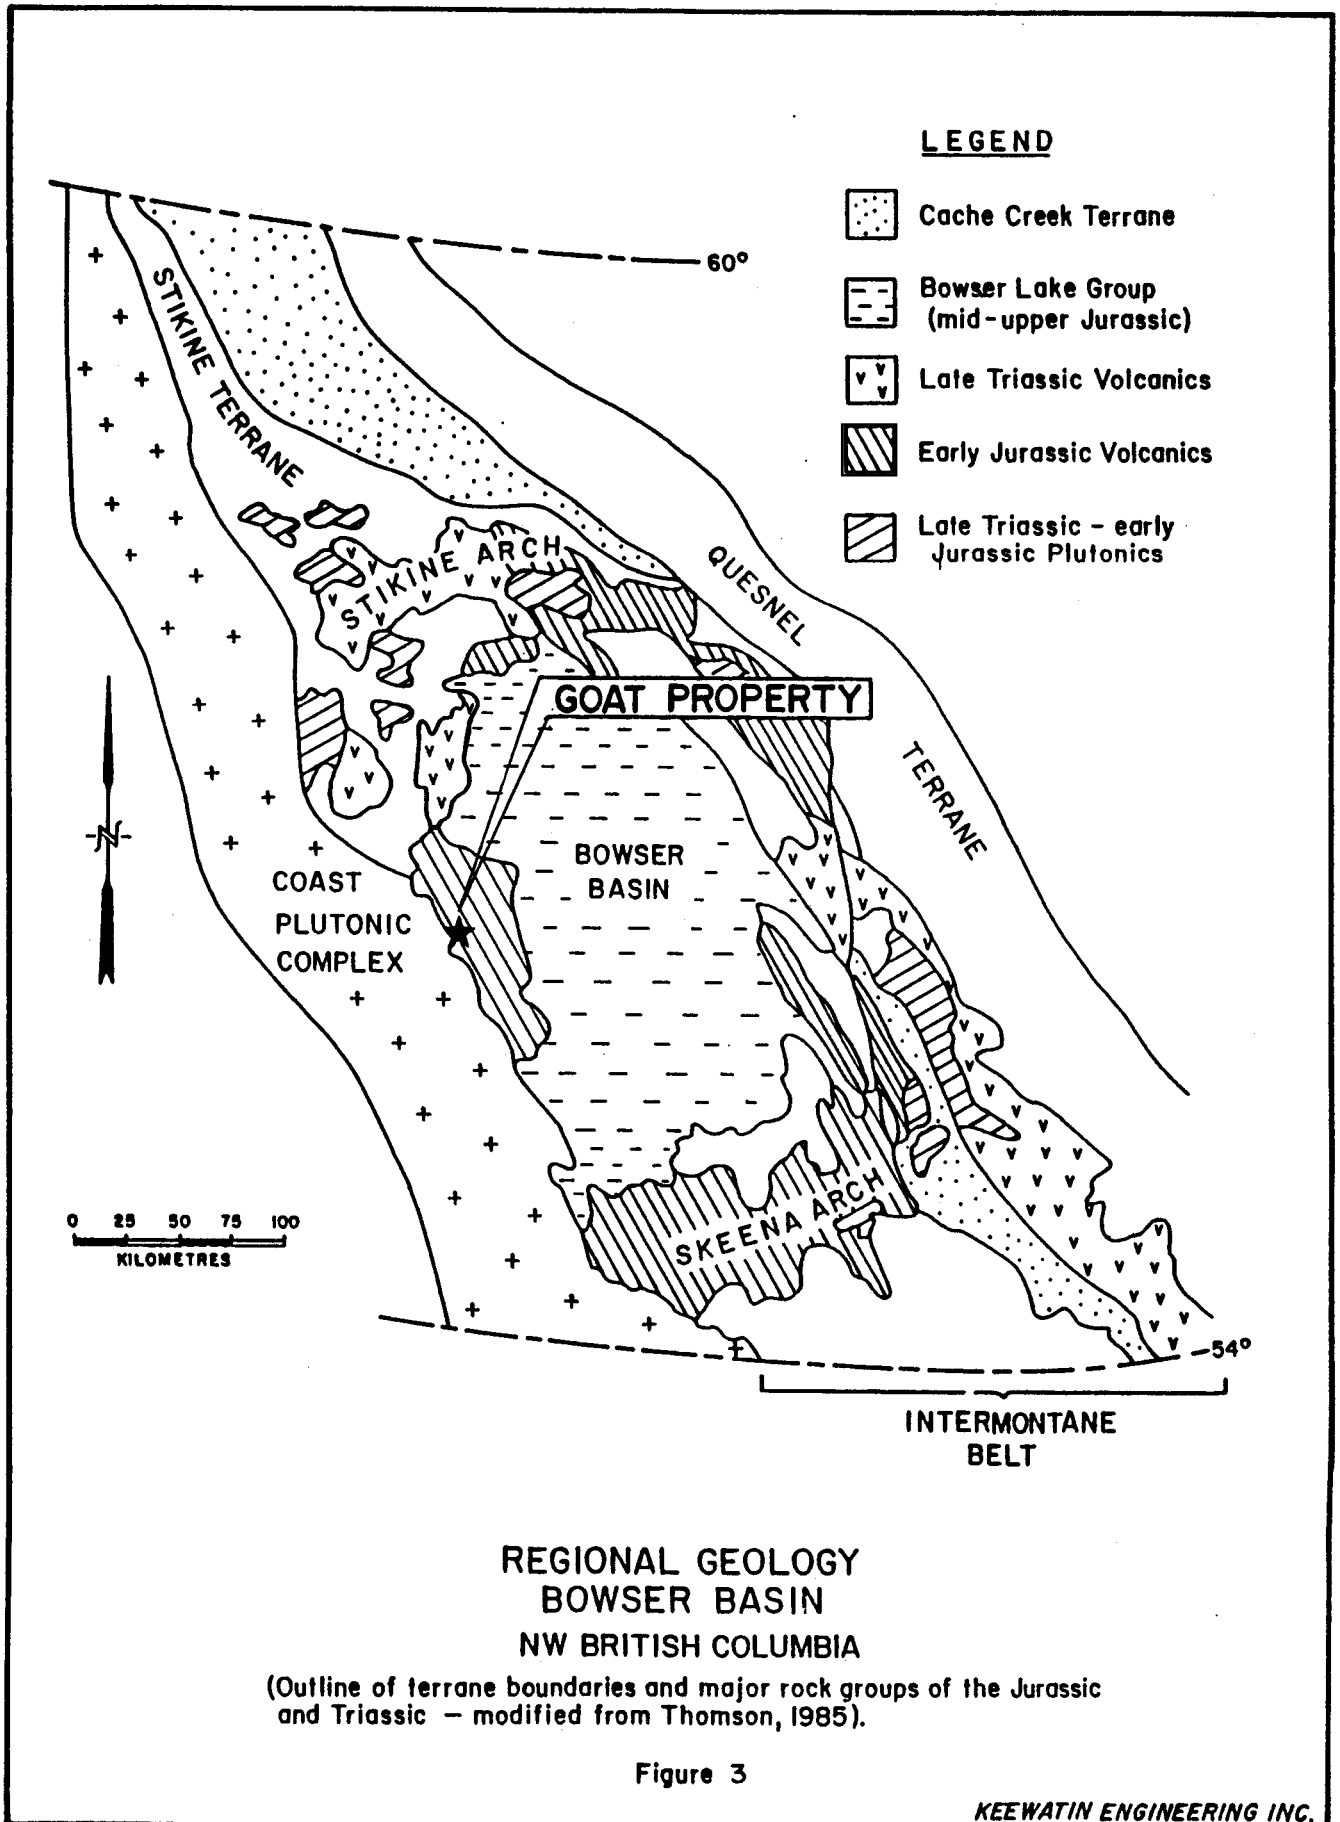 LEGEND
Cache Creek Terrane
Bowser Lake Group
(mid-upper Jurassic)
Late Triassic Volcanics
Early Jurassic Volcanics
Late Triassic - early
Jurassic Plutonics
60°
STIKINE TERRANE
STIKINE ARCH
QUESNEL
TERRANE
GOAT PROPERTY
N
BOWSER
BASIN
COAST
PLUTONIC
COMPLEX
SKEENA ARCH
0 25 50 75 100
KILOMETRES
54°
INTERMONTANE
BELT
REGIONAL GEOLOGY
BOWSER BASIN
NW BRITISH COLUMBIA
(Outline of terrane boundaries and major rock groups of the Jurassic
and Triassic – modified from Thomson, 1985).
Figure 3
KEEWATIN ENGINEERING INC.